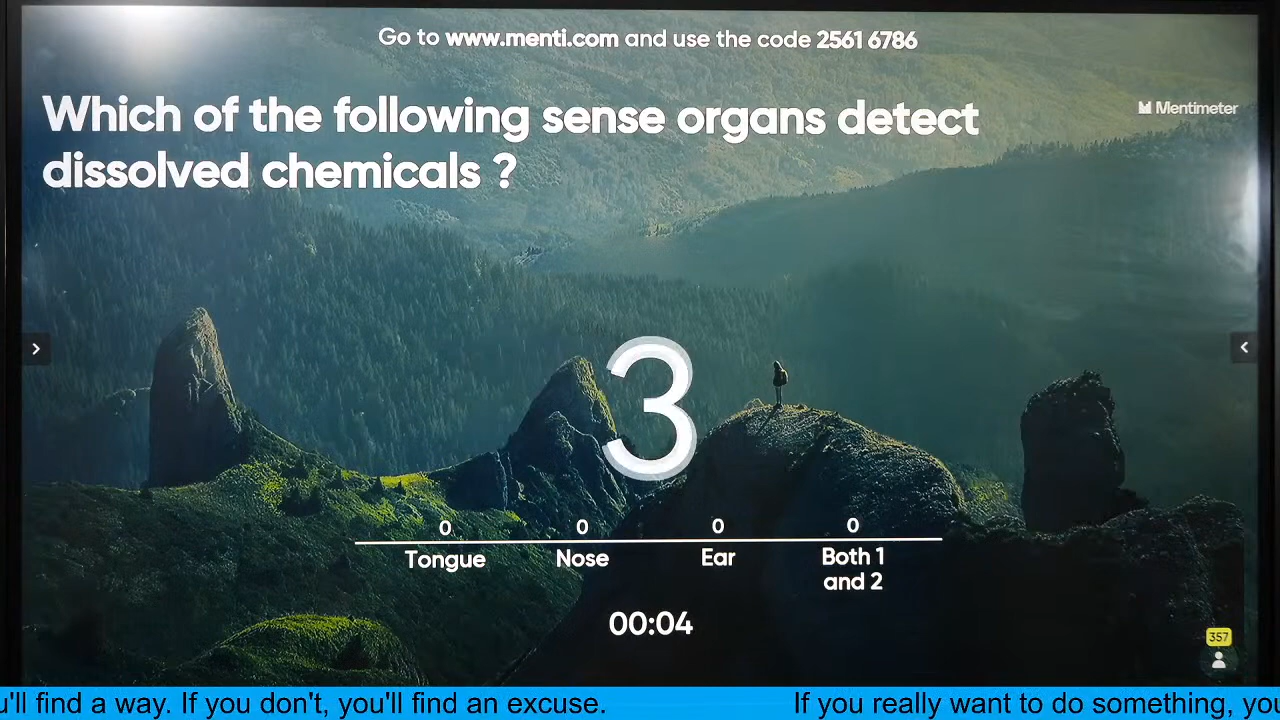 Go to www.menti.com and use the code 2561 6786
Which of the following sense organs detect
dissolved chemicals ?
Mentimeter
3
0 0 0 0
Tongue Nose Ear Both 1
and 2
00:04
357
u'll find a way. If you don't, you'll find an excuse. If you really want to do something, you